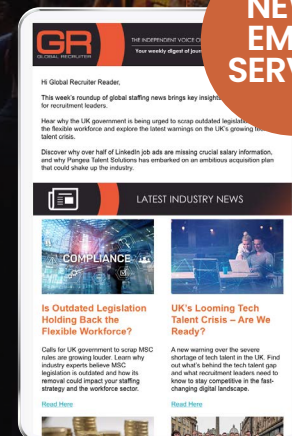 NEW
EM
SERV
GR
GLOBAL RECRUITER
THE INDEPENDENT VOICE OF
Your weekly digest of jour
Hi Global Recruiter Reader,
This week's roundup of global staffing news brings key insights
for recruitment leaders.
Hear why the UK government is being urged to scrap outdated legislation
the flexible workforce and explore the latest warnings on the UK's growing
talent crisis.
Discover why over half of LinkedIn job ads are missing crucial salary information,
and why Pungea Talent Solutions has embarked on an ambitious acquisition plan
that could shake up the industry.
LATEST INDUSTRY NEWS
COMPLIANCE
Is Outdated Legislation
Holding Back the
Flexible Workforce?
Calls for UK government to scrap MSC
rules are growing louder. Learn why
industry experts believe MSC
legislation is outdated and how its
removal could impact your staffing
strategy and the workforce sector.
Read Here
UK's Looming Tech
Talent Crisis – Are We
Ready?
A new warning over the severe
shortage of tech talent in the UK. Find
out what's behind the tech talent gap
and what recruitment leaders need to
know to stay competitive in the fast-
changing digital landscape.
Read Here